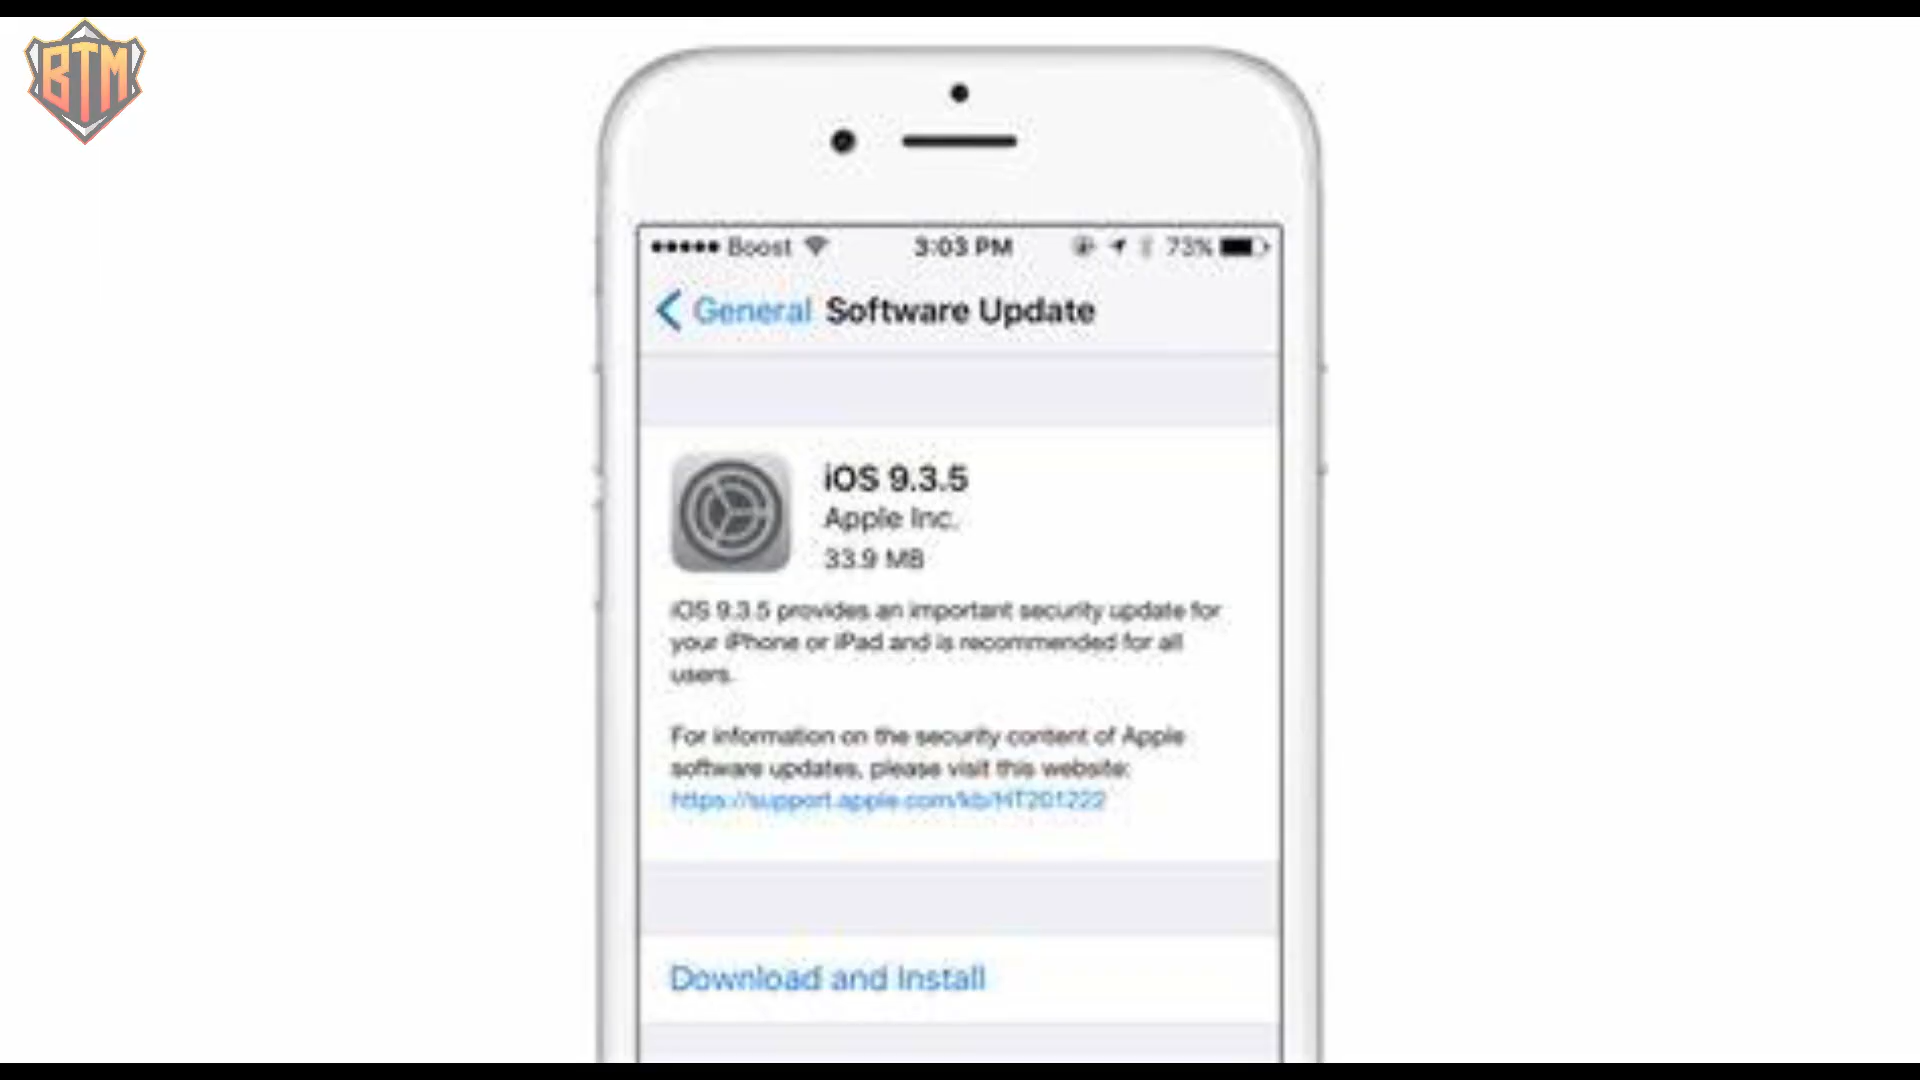 BTM
Boost 3:03 PM 73%
General Software Update
iOS 9.3.5
Apple Inc.
33.9 MB
iOS 9.3.5 provides an important security update for
your iPhone or iPad and is recommended for all
users.
For information on the security content of Apple
software updates, please visit this website:
https://support.apple.com/kb/HT201222
Download and Install